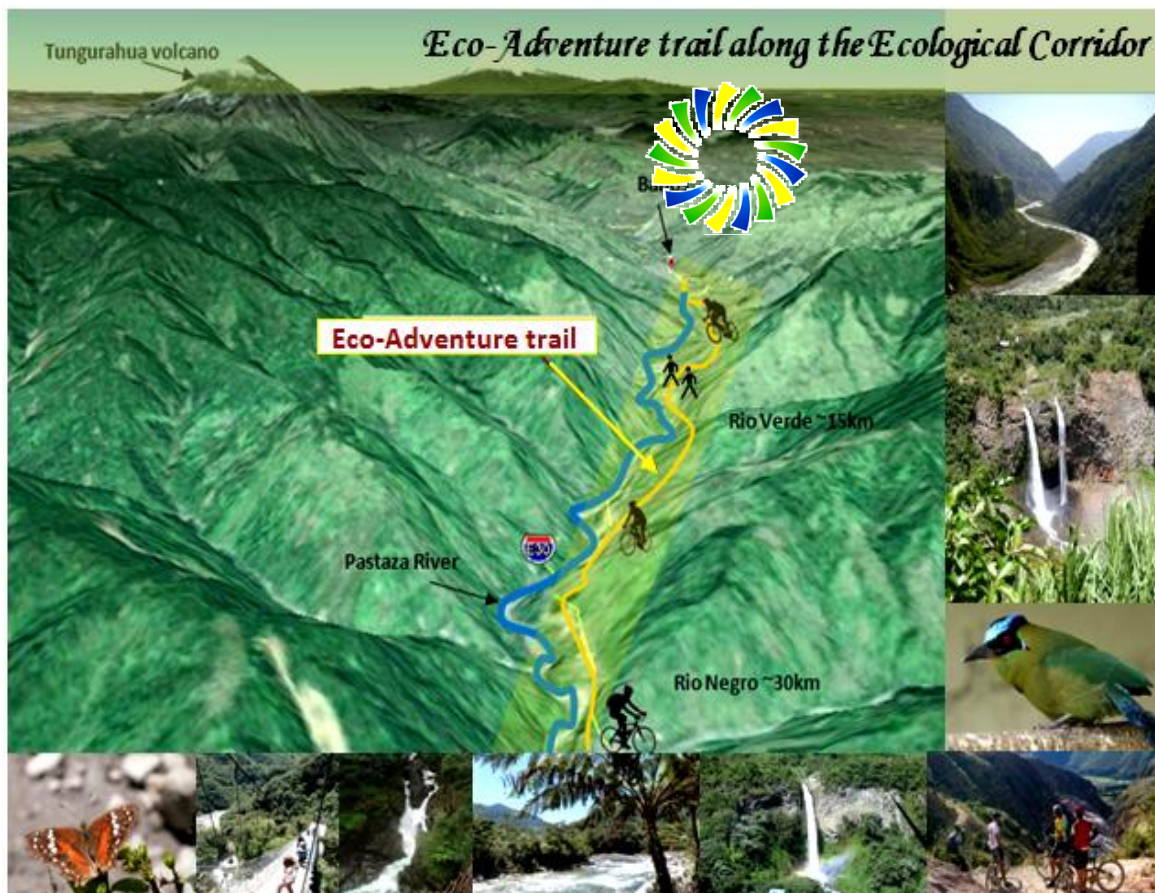 Eco-Adventure trail along the Ecological Corridor
Tungurahua volcano
Eco-Adventure trail
Rio Verde ~15km
E30
Pastaza River
Rio Negro ~30km